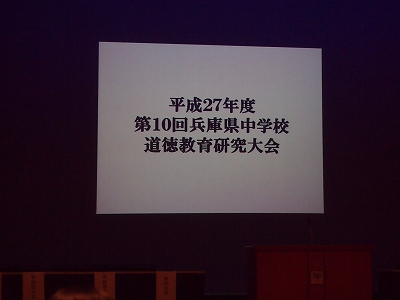 平成27年度
第10回兵庫県中学校
道徳教育研究大会